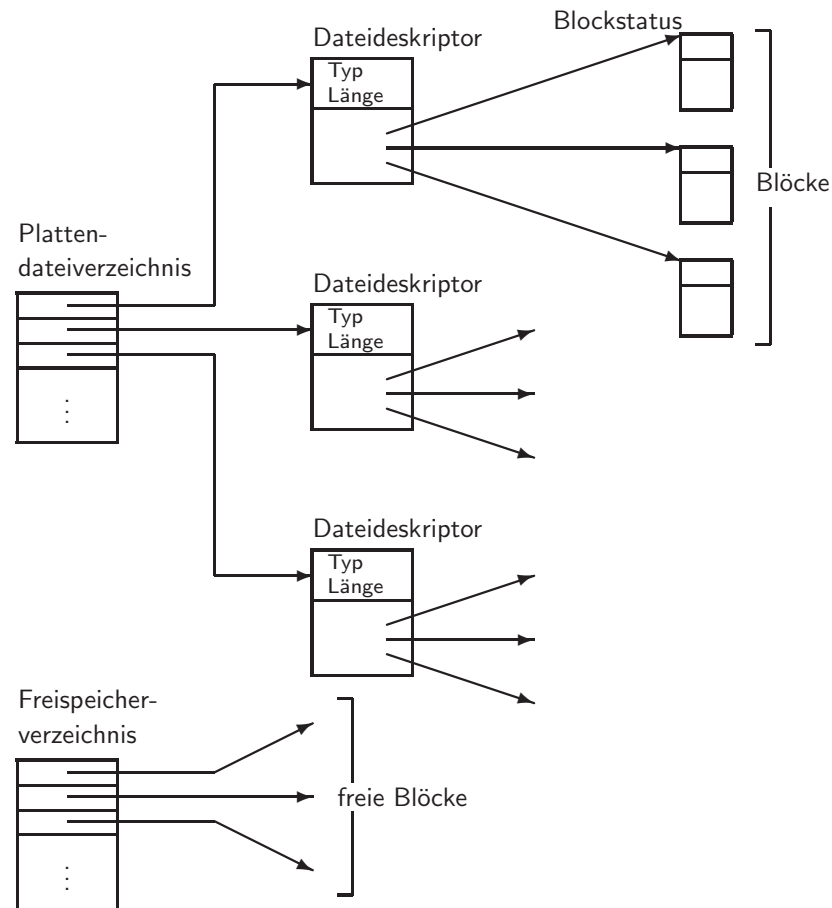 Blockstatus
Dateideskriptor
Typ
Länge
Blöcke
Platten-
dateiverzeichnis
Dateideskriptor
Typ
Länge
Dateideskriptor
Typ
Länge
Freispeicher-
verzeichnis
freie Blöcke